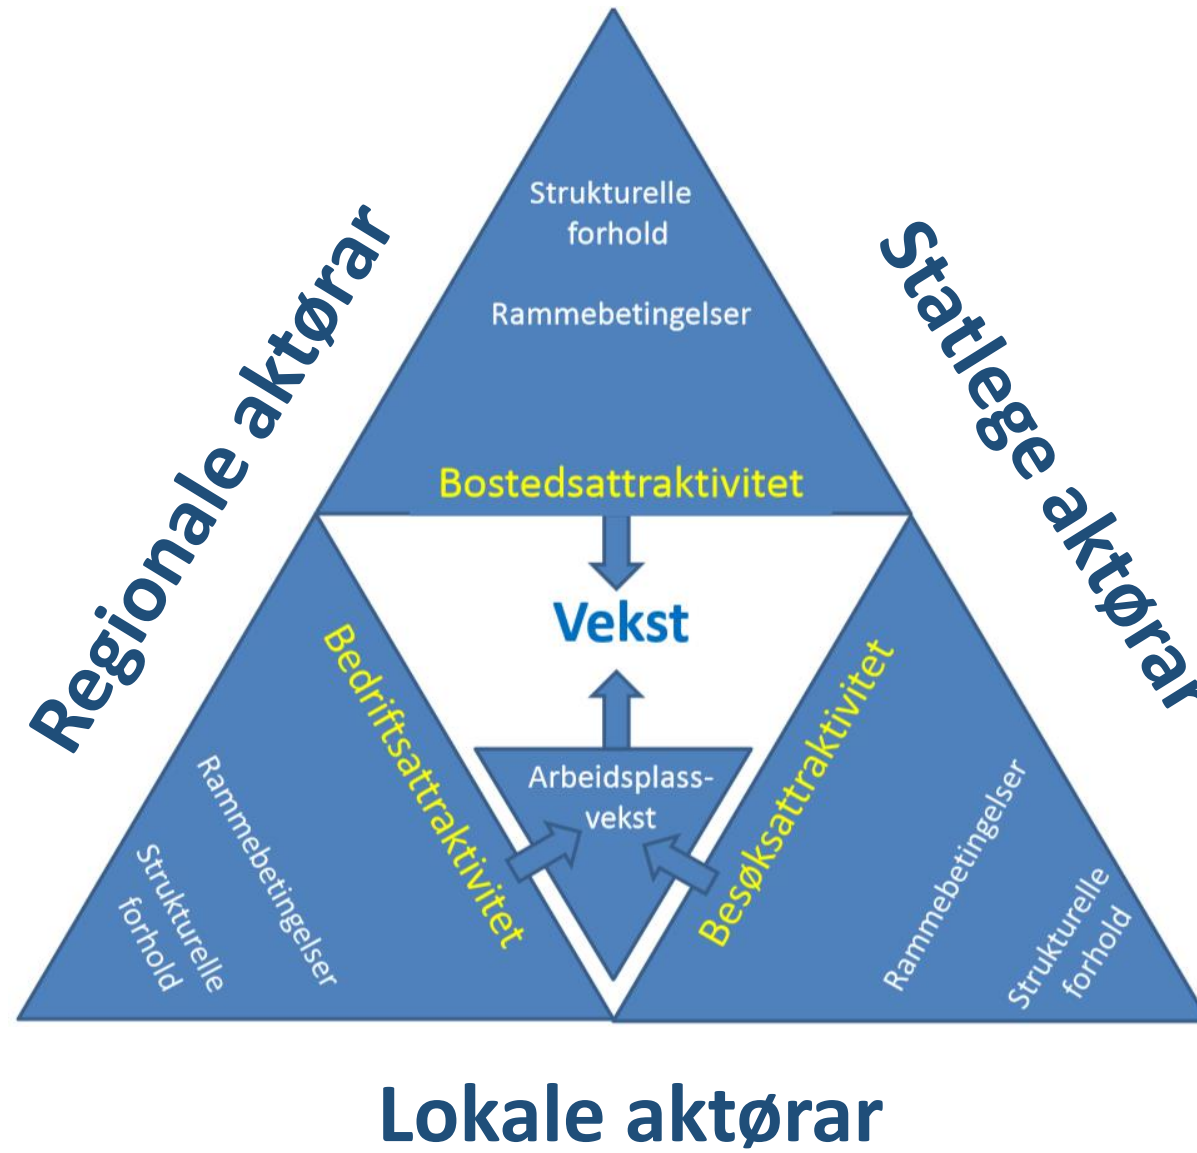 Strukturelle
forhold
Rammebetingelser
Regionale aktørar
Statlege aktørar
Bostedsattraktivitet
Vekst
Bedriftsattraktivitet
Besøksattraktivitet
Arbeidsplass-
vekst
Rammebetingelser
Strukturelle
forhold
Rammebetingelser
Strukturelle
forhold
Lokale aktørar